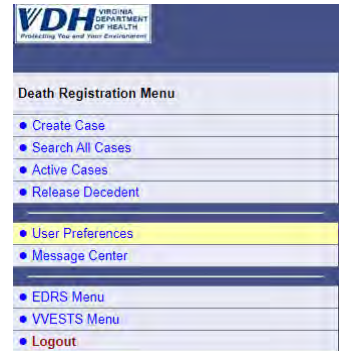 VDH VIRGINIA
DEPARTMENT
OF HEALTH
Protecting You and Your Environment
Death Registration Menu
Create Case
Search All Cases
Active Cases
Release Decedent
User Preferences
Message Center
EDRS Menu
VVESTS Menu
Logout